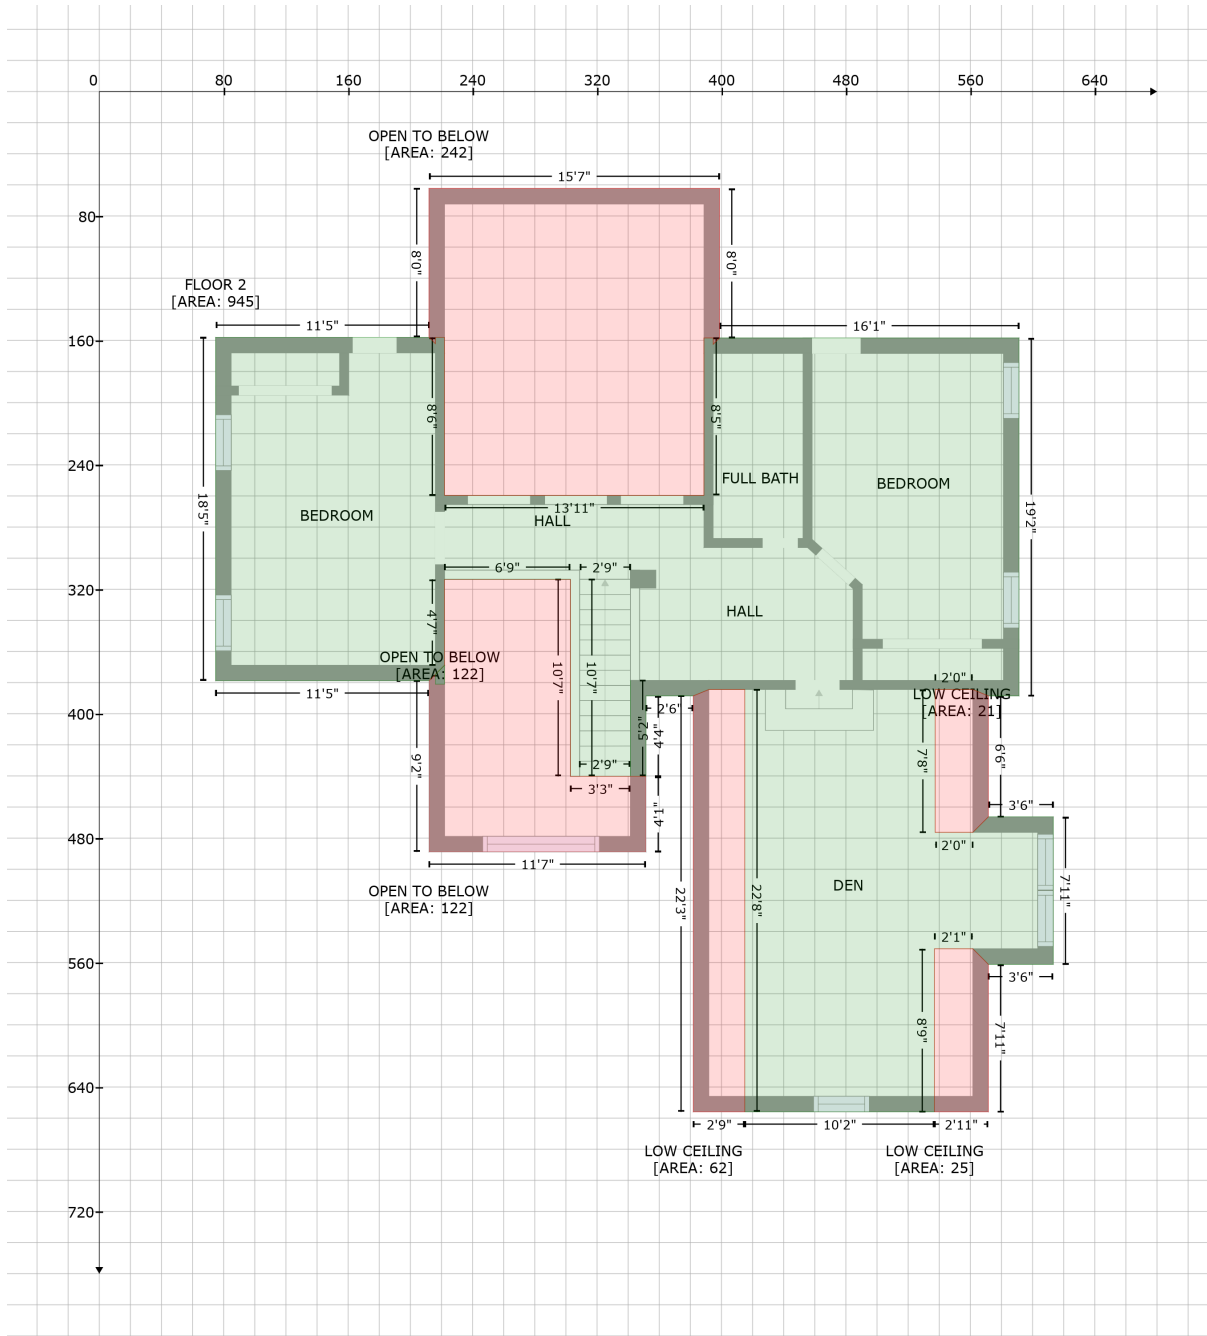 0 80 160 240 320 400 480 560 640
OPEN TO BELOW
[AREA: 242]
15'7"
80
8'0"
8'0"
FLOOR 2
[AREA: 945]
11'5"
16'1"
160
8'6"
8'5"
240
FULL BATH
BEDROOM
13'11"
BEDROOM
HALL
18'5"
19'2"
6'9"
2'9"
320
HALL
4'7"
OPEN TO BELOW
[AREA: 122]
10'7"
10'7"
2'0"
11'5"
LOW CEILING
[AREA: 21]
2'6"
400
5'2"
4'4"
9'2"
7'8"
6'6"
2'9"
3'3"
4'1"
3'6"
480
2'0"
11'7"
OPEN TO BELOW
[AREA: 122]
DEN
22'3"
22'8"
7'11"
2'1"
560
3'6"
8'9"
7'11"
640
2'9"
10'2"
2'11"
LOW CEILING
[AREA: 62]
LOW CEILING
[AREA: 25]
720